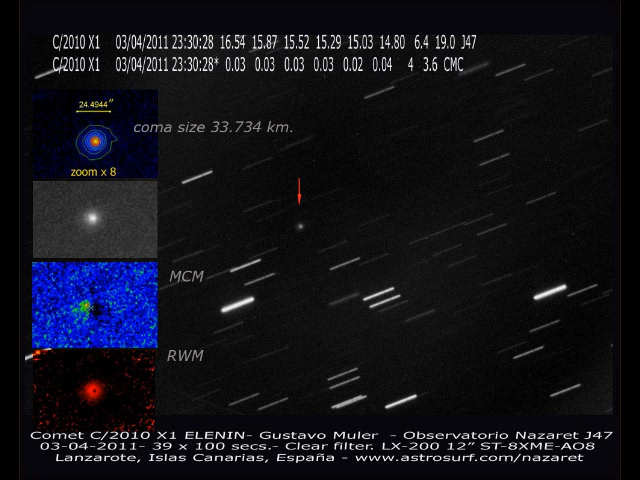 C/2010 X1 03/04/2011 23:30:28 16.54 15.87 15.52 15.29 15.03 14.80 6.4 19.0 J47
C/2010 X1 03/04/2011 23:30:28* 0.03 0.03 0.03 0.03 0.02 0.04 4 3.6 CMC
24.4944"
coma size 33.734 km.
zoom x 8
MCM
RWM
Comet C/2010 X1 ELENIN- Gustavo Muler - Observatorio Nazaret J47
03-04-2011- 39 x 100 secs.- Clear filter. LX-200 12" ST-8XME-AO8
Lanzarote, Islas Canarias, España - www.astrosurf.com/nazaret